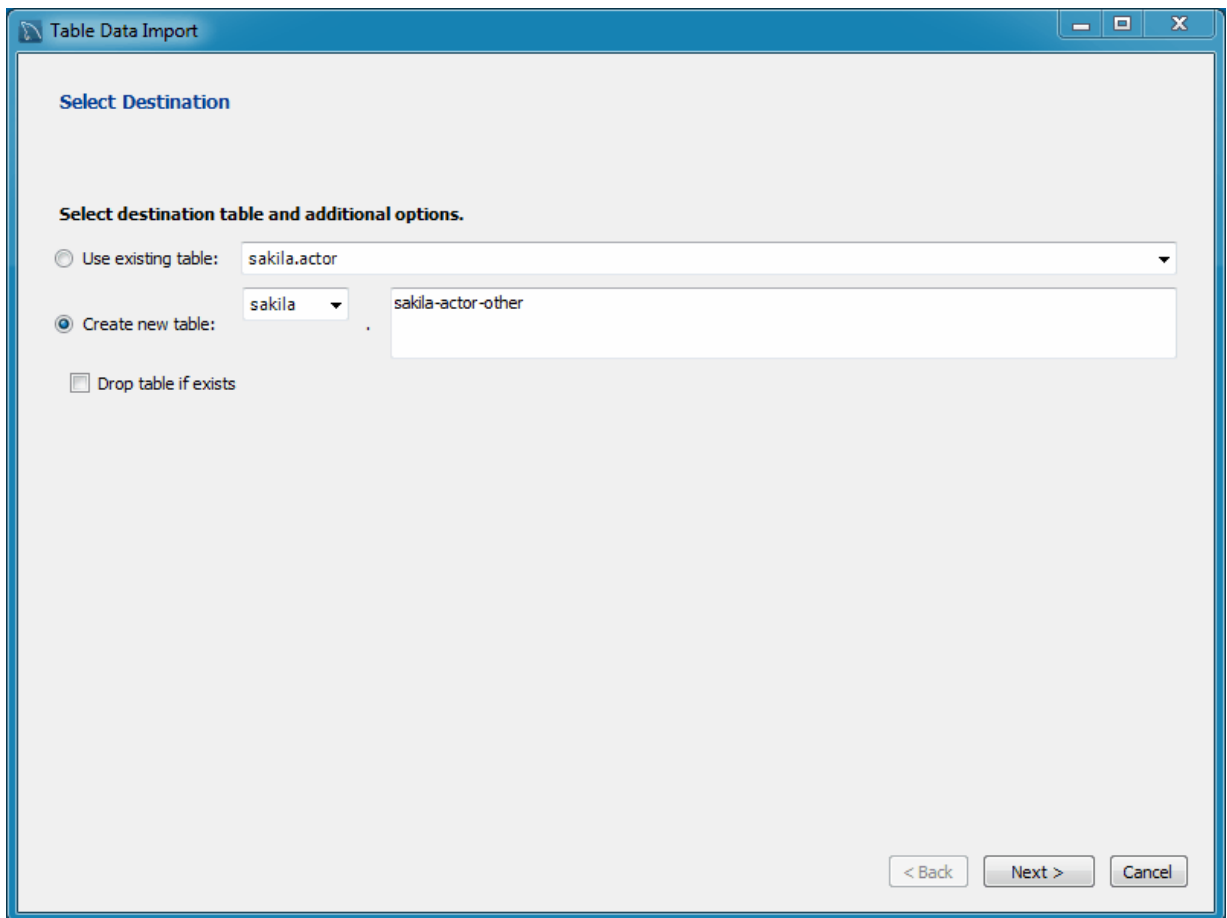 Table Data Import
Select Destination
Select destination table and additional options.
Use existing table: sakila.actor
Create new table: sakila . sakila-actor-other
Drop table if exists
< Back Next > Cancel